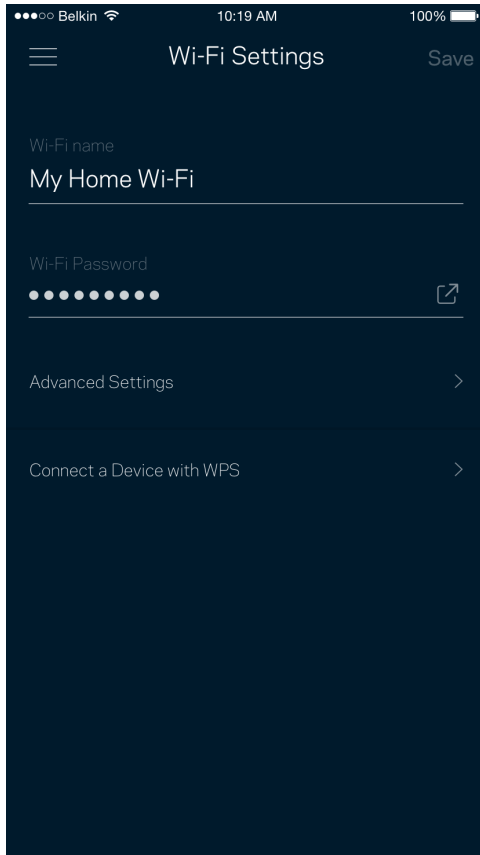 Belkin 10:19 AM 100%
Wi-Fi Settings Save
Wi-Fi name
My Home Wi-Fi
Wi-Fi Password
●●●●●●●●●
Advanced Settings
Connect a Device with WPS